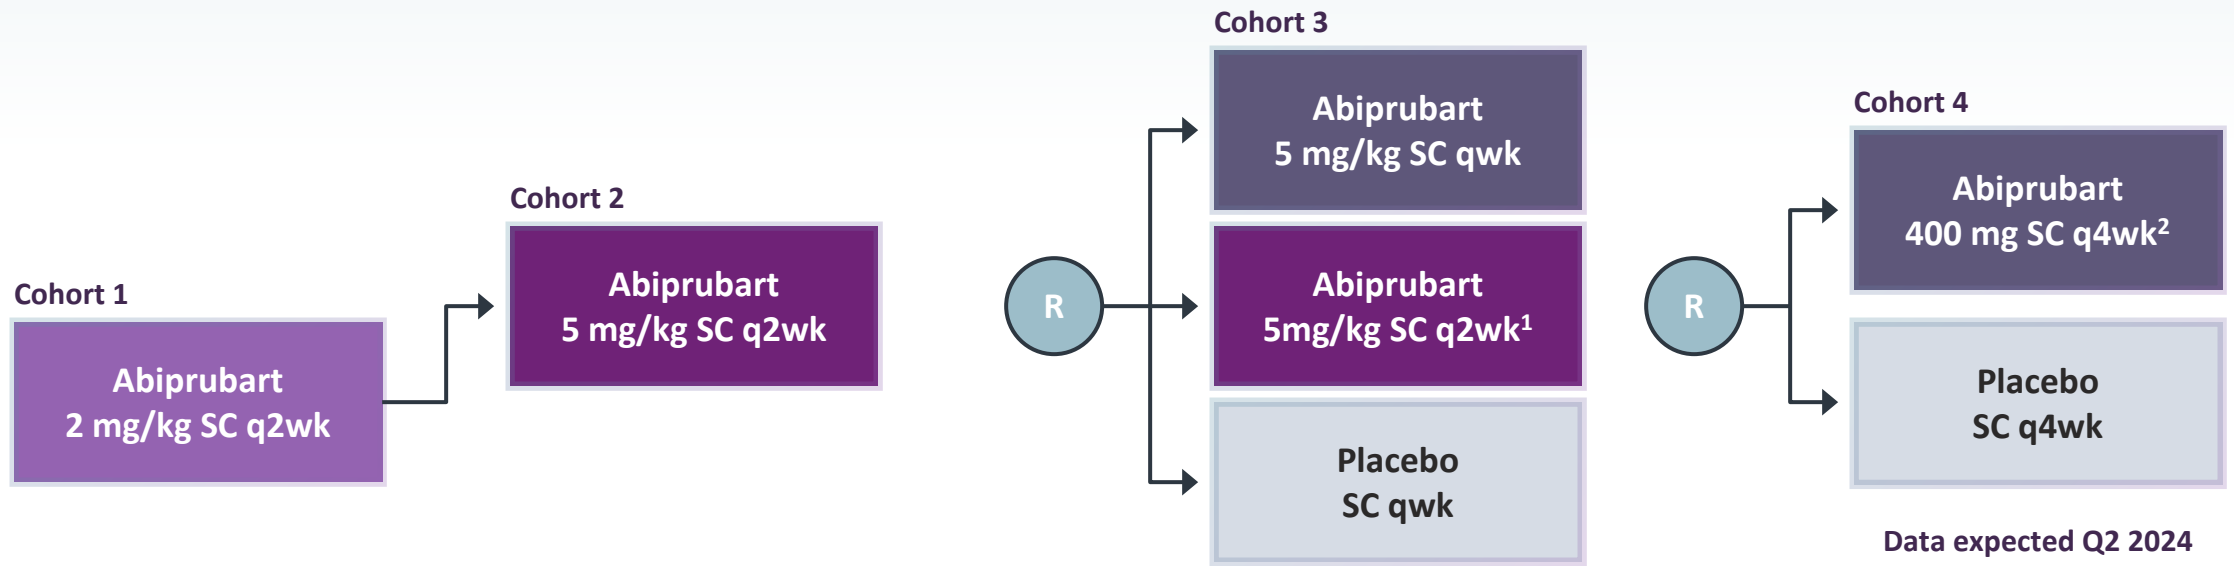 Cohort 1
Abiprubart
2 mg/kg SC q2wk
Cohort 2
Abiprubart
5 mg/kg SC q2wk
R
Cohort 3
Abiprubart
5 mg/kg SC qwk
Abiprubart
5mg/kg SC q2wk¹
Placebo
SC qwk
R
Cohort 4
Abiprubart
400 mg SC q4wk²
Placebo
SC q4wk
Data expected Q2 2024